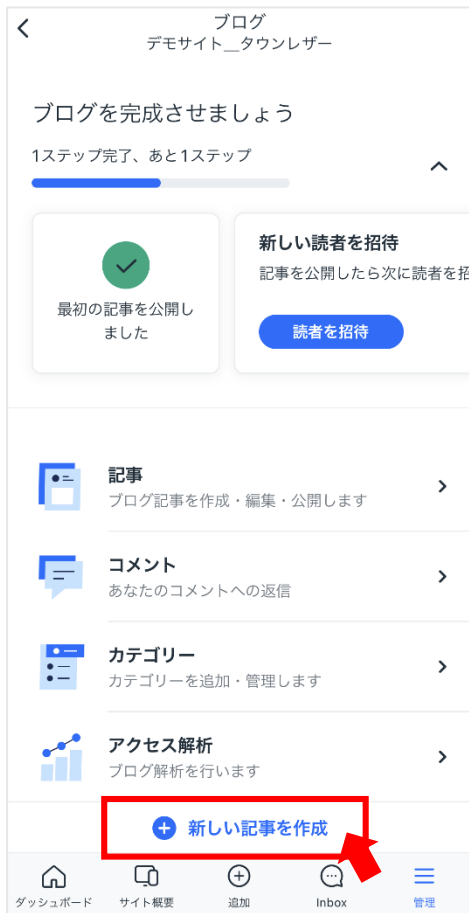 ブログ
デモサイト__タウンレザー
ブログを完成させましょう
1ステップ完了、あと1ステップ
最初の記事を公開し
ました
新しい読者を招待
記事を公開したら次に読者を招
読者を招待
記事
ブログ記事を作成・編集・公開します
コメント
あなたのコメントへの返信
カテゴリー
カテゴリーを追加・管理します
アクセス解析
ブログ解析を行います
新しい記事を作成
ダッシュボード
サイト概要
追加
Inbox
管理